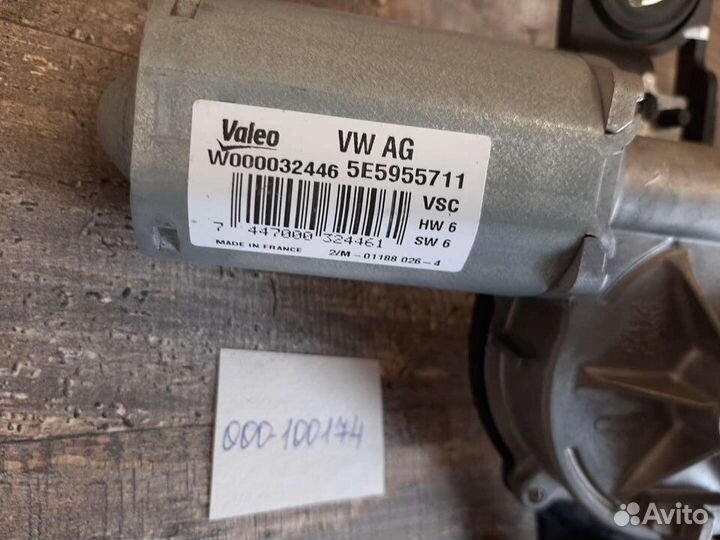 Valeo VW AG
W000032446 5E5955711
VSC
HW 6
7 447000 324461 SW 6
MADE IN FRANCE 2/M-01188 026-4
000-100174
Avito